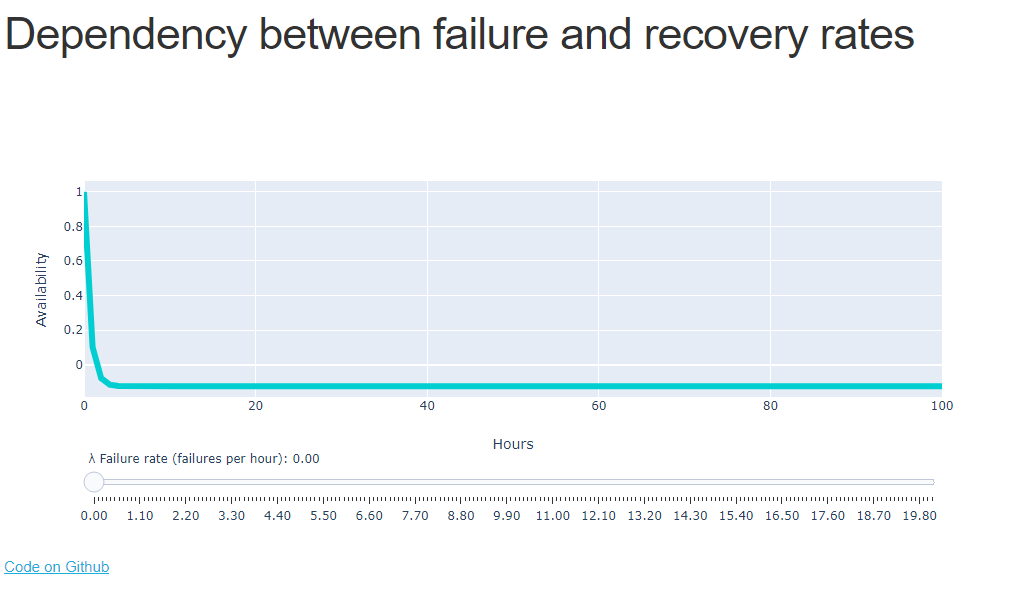 Dependency between failure and recovery rates
1
0.8
0.6
0.4
0.2
0
Availability
0 20 40 60 80 100
Hours
λ Failure rate (failures per hour): 0.00
0.00 1.10 2.20 3.30 4.40 5.50 6.60 7.70 8.80 9.90 11.00 12.10 13.20 14.30 15.40 16.50 17.60 18.70 19.80
Code on Github